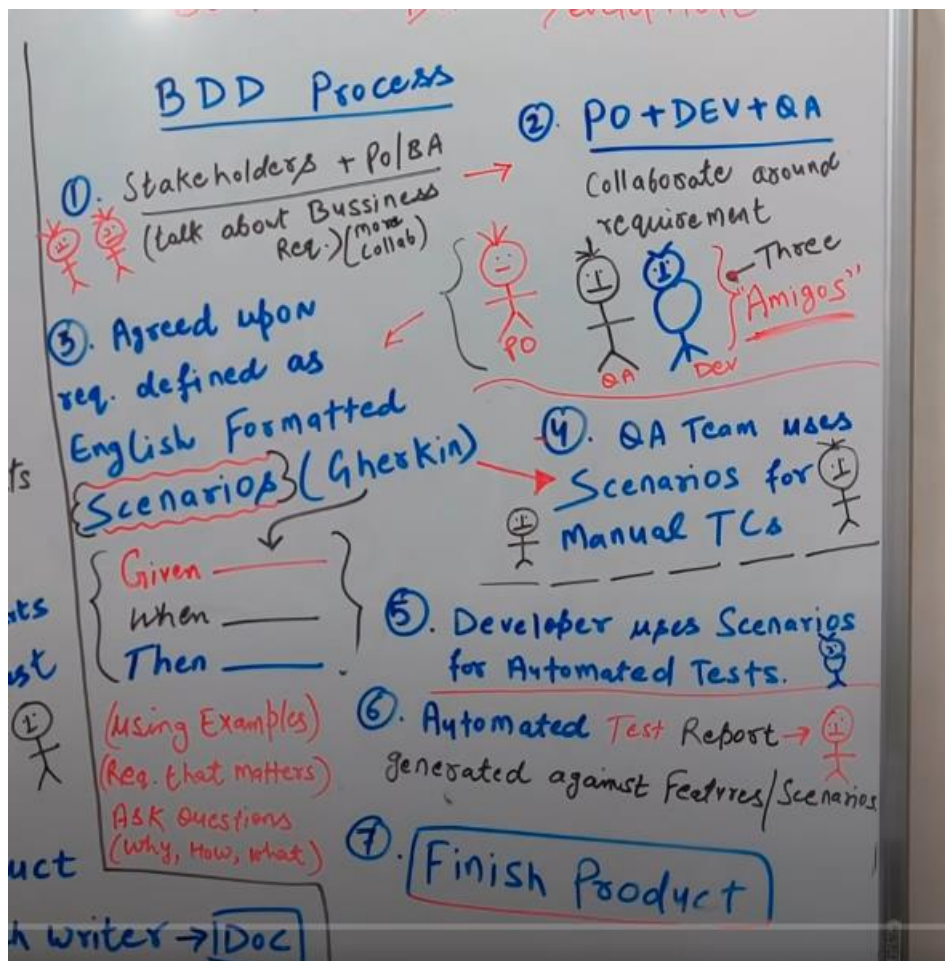 BDD Process
①. Stakeholders + PO/BA
(talk about Bussiness
Req.) (more
collab)
②. PO+DEV+QA
Collaborate around
requirement
PO
QA
Dev
Three
"Amigos"
③. Agreed upon
req. defined as
English Formatted
{Scenarios} (Gherkin)
Given
When
Then
(using Examples)
(Req. that matters)
Ask Questions
(Why, How, what)
④. QA Team uses
Scenarios for
Manual TCs
⑤. Developer uses Scenarios
for Automated Tests.
⑥. Automated Test Report →
generated against Features/Scenarios
⑦. Finish Product
ts
uct
writer → Doc